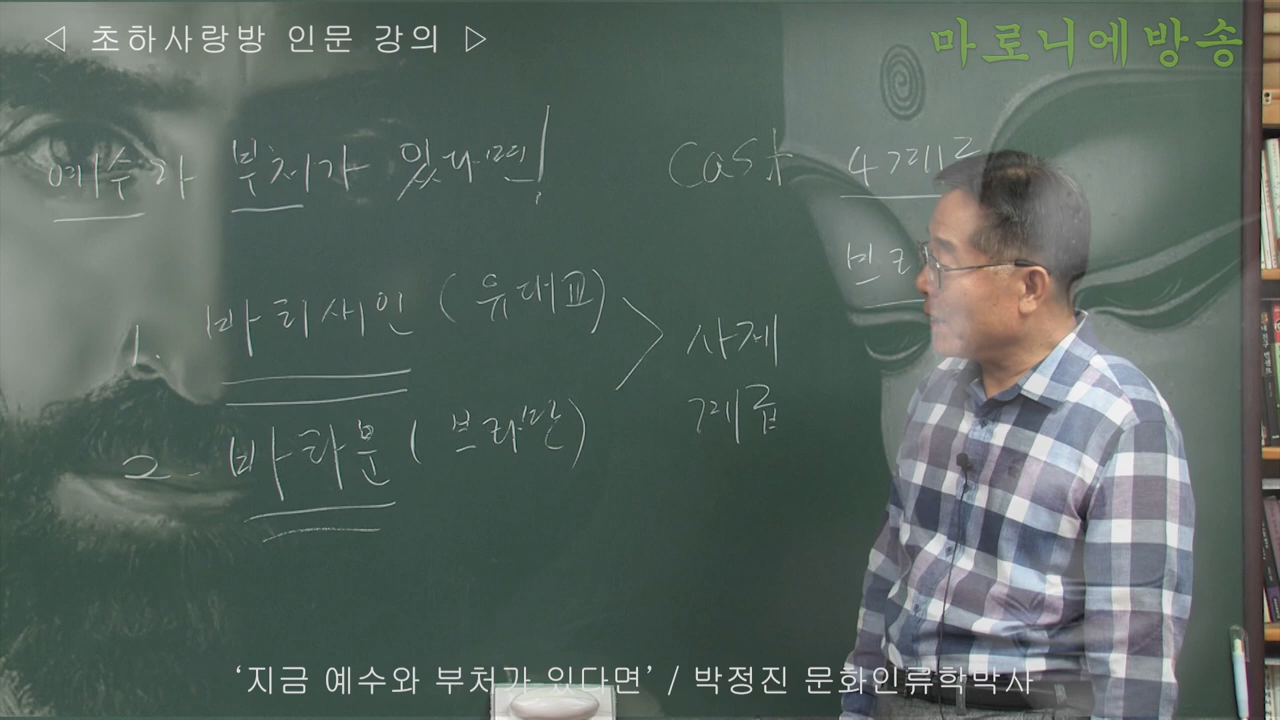 ◁ 초하사랑방 인문 강의 ▷
마로니에방송
예수와 부처가 있다면!
cast 4계급
1. 바리새인 (유대교)
2. 바라문 (브라만)
사제
계급
‘지금 예수와 부처가 있다면’ / 박정진 문화인류학박사